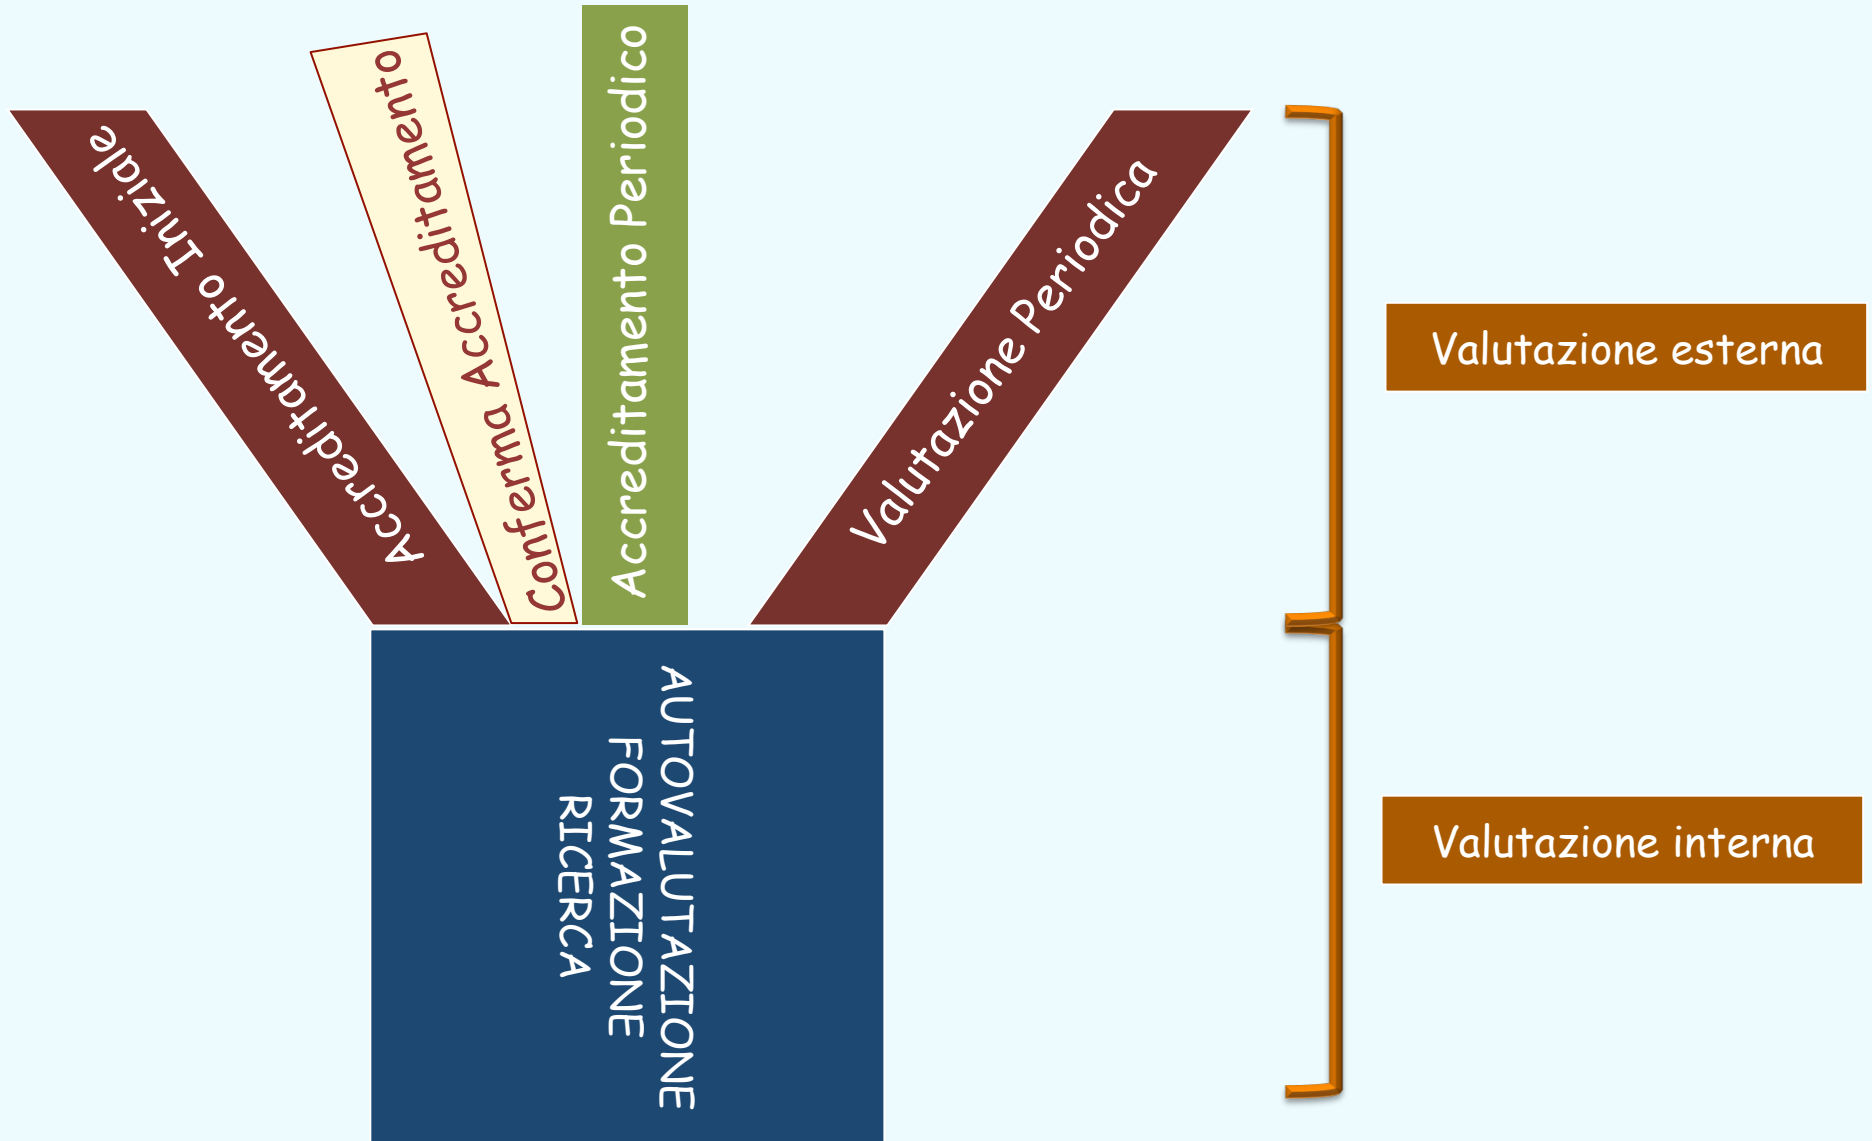 Accreditamento Iniziale
Conferma Accreditamento
Accreditamento Periodico
Valutazione Periodica
Valutazione esterna
AUTOVALUTAZIONE
FORMAZIONE
RICERCA
Valutazione interna